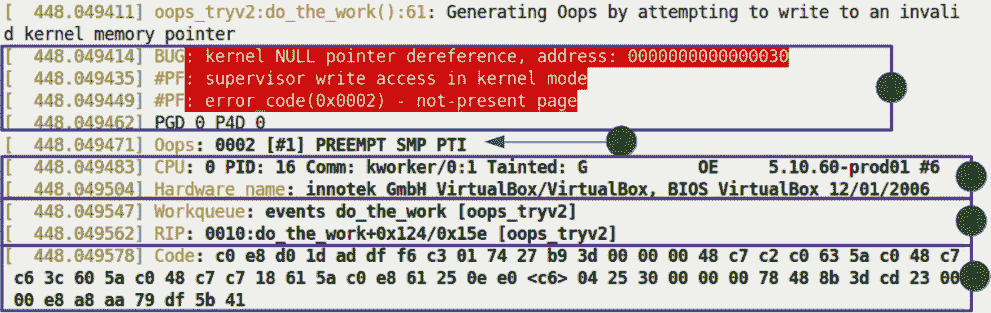 [  448.049411] oops_tryv2:do_the_work():61: Generating Oops by attempting to write to an invali
d kernel memory pointer
[  448.049414] BUG: kernel NULL pointer dereference, address: 0000000000000030
[  448.049435] #PF: supervisor write access in kernel mode
[  448.049449] #PF: error_code(0x0002) - not-present page
[  448.049462] PGD 0 P4D 0
[  448.049471] Oops: 0002 [#1] PREEMPT SMP PTI
[  448.049483] CPU: 0 PID: 16 Comm: kworker/0:1 Tainted: G           OE     5.10.60-prod01 #6
[  448.049504] Hardware name: innotek GmbH VirtualBox/VirtualBox, BIOS VirtualBox 12/01/2006
[  448.049547] Workqueue: events do_the_work [oops_tryv2]
[  448.049562] RIP: 0010:do_the_work+0x124/0x15e [oops_tryv2]
[  448.049578] Code: c0 e8 d0 1d ad df f6 c3 01 74 27 b9 3d 00 00 00 48 c7 c2 c0 63 5a c0 48 c7
c6 3c 60 5a c0 48 c7 c7 18 61 5a c0 e8 61 25 0e e0 <c6> 04 25 30 00 00 00 78 48 8b 3d cd 23 00
00 e8 a8 aa 79 df 5b 41